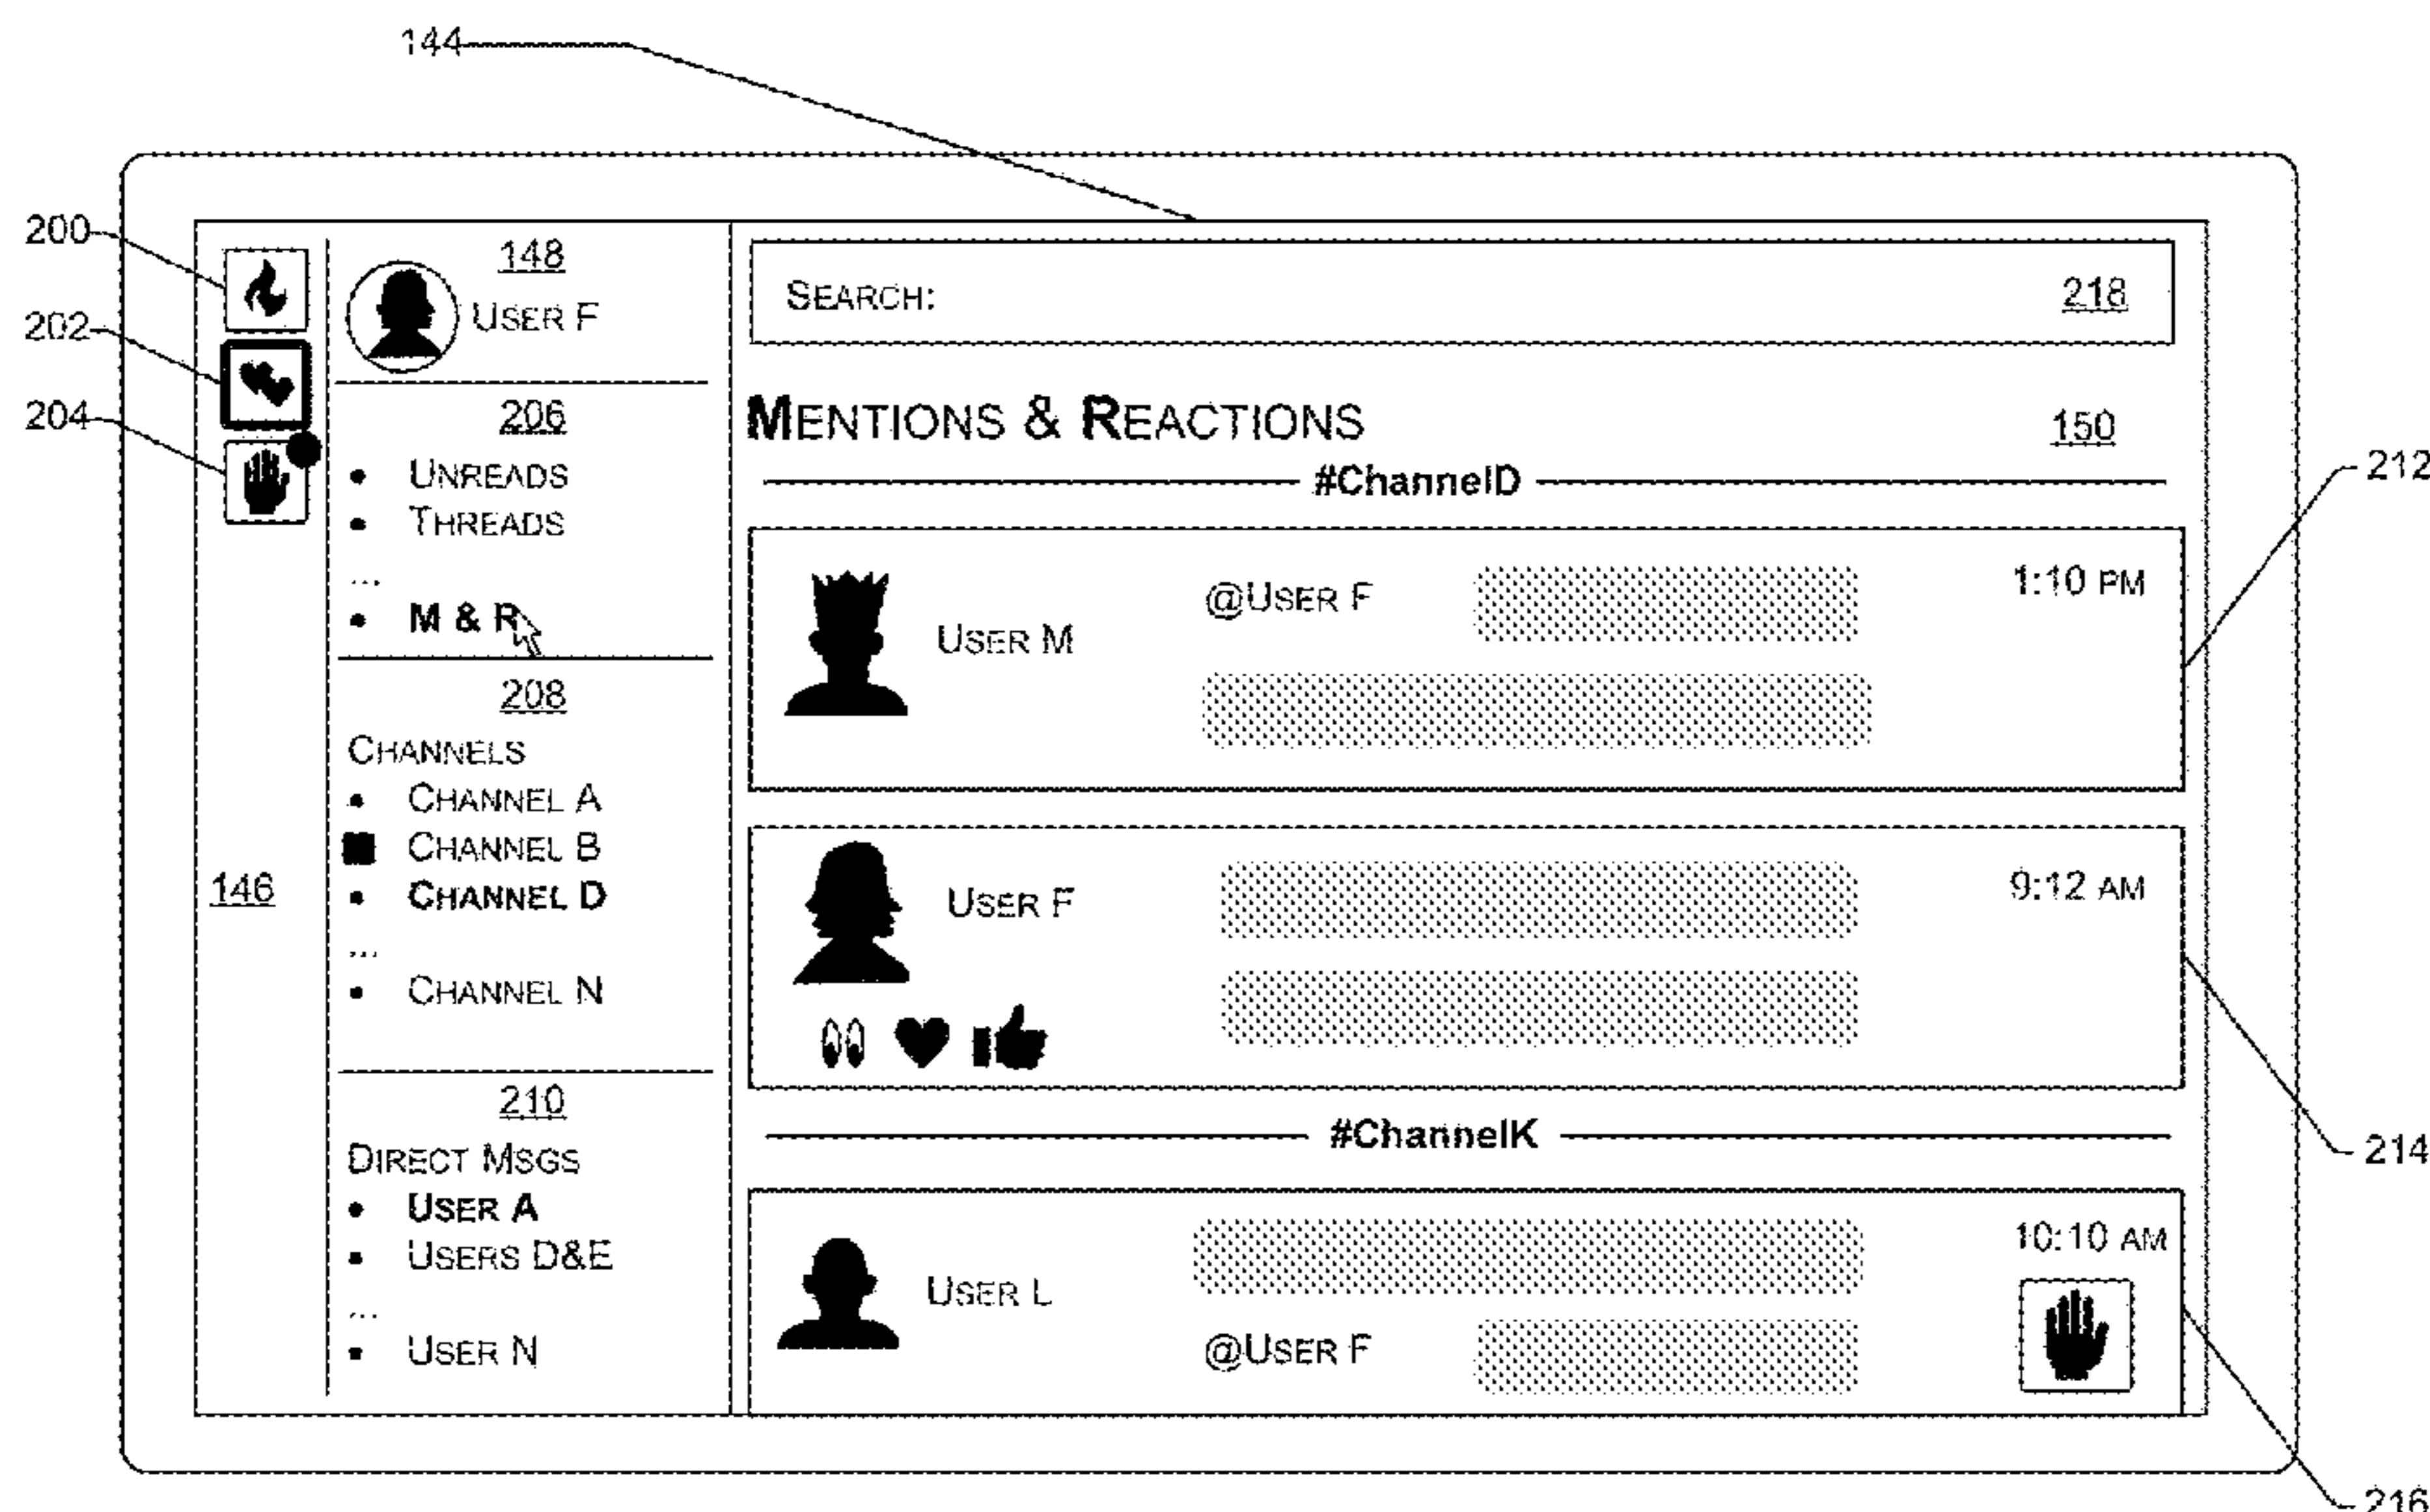 144
200
202
204
146
148
USER F
206
• UNREADS
• THREADS
...
• M & R
208
CHANNELS
• CHANNEL A
■ CHANNEL B
• CHANNEL D
...
• CHANNEL N
210
DIRECT MSGS
• USER A
• USERS D&E
...
• USER N
SEARCH: 218
MENTIONS & REACTIONS 150
#ChannelD
212
USER M @USER F 1:10 PM
USER F 9:12 AM
214
#ChannelK
USER L 10:10 AM
@USER F
216